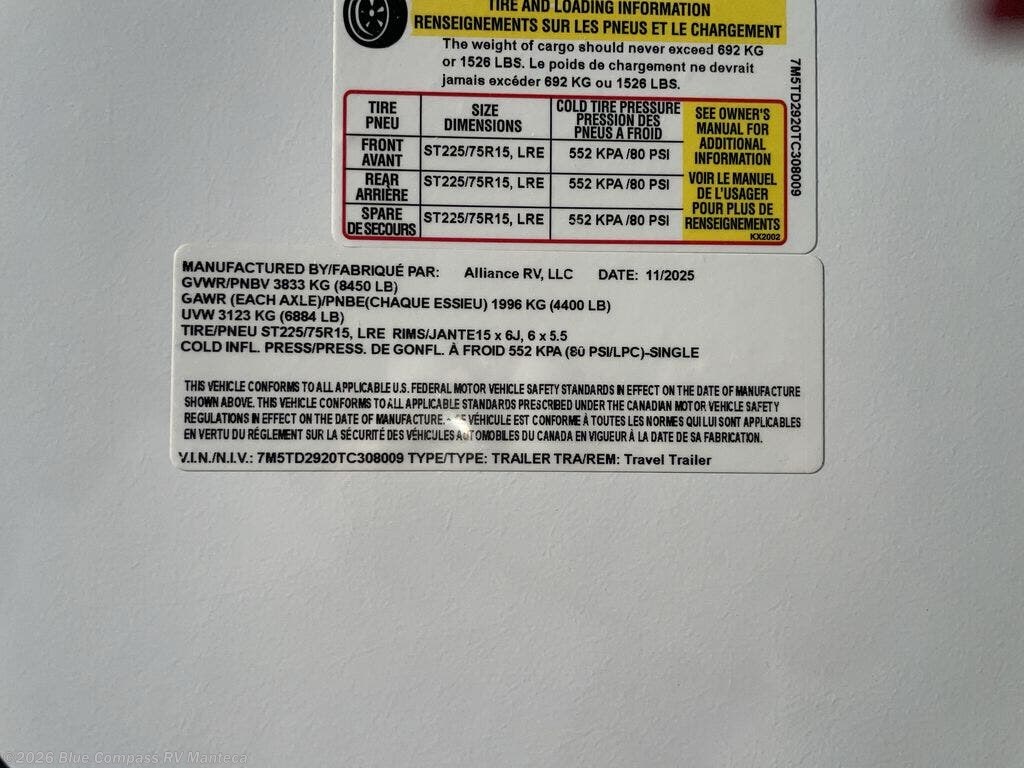 TIRE AND LOADING INFORMATION
RENSEIGNEMENTS SUR LES PNEUS ET LE CHARGEMENT
The weight of cargo should never exceed 692 KG
or 1526 LBS. Le poids de chargement ne devrait
jamais excéder 692 KG ou 1526 LBS.
TIRE PNEU SIZE DIMENSIONS COLD TIRE PRESSURE PRESSION DES PNEUS A FROID
FRONT AVANT ST225/75R15, LRE 552 KPA /80 PSI
REAR ARRIÈRE ST225/75R15, LRE 552 KPA /80 PSI
SPARE DE SECOURS ST225/75R15, LRE 552 KPA /80 PSI
SEE OWNER'S
MANUAL FOR
ADDITIONAL
INFORMATION
VOIR LE MANUEL
DE L'USAGER
POUR PLUS DE
RENSEIGNEMENTS
KX2002
7M5TD2920TC308009
MANUFACTURED BY/FABRIQUÉ PAR: Alliance RV, LLC DATE: 11/2025
GVWR/PNBV 3833 KG (8450 LB)
GAWR (EACH AXLE)/PNBE(CHAQUE ESSIEU) 1996 KG (4400 LB)
UVW 3123 KG (6884 LB)
TIRE/PNEU ST225/75R15, LRE RIMS/JANTE15 x 6J, 6 x 5.5
COLD INFL. PRESS/PRESS. DE GONFL. À FROID 552 KPA (80 PSI/LPC)-SINGLE
THIS VEHICLE CONFORMS TO ALL APPLICABLE U.S. FEDERAL MOTOR VEHICLE SAFETY STANDARDS IN EFFECT ON THE DATE OF MANUFACTURE
SHOWN ABOVE. THIS VEHICLE CONFORMS TO ALL APPLICABLE STANDARDS PRESCRIBED UNDER THE CANADIAN MOTOR VEHICLE SAFETY
REGULATIONS IN EFFECT ON THE DATE OF MANUFACTURE. - VÉHICULE EST CONFORME À TOUTES LES NORMES QUI LUI SONT APPLICABLES
EN VERTU DU RÉGLEMENT SUR LA SÉCURITÉ DES VÉHICULES AUTOMOBILES DU CANADA EN VIGUEUR À LA DATE DE SA FABRICATION.
V.I.N./N.I.V.: 7M5TD2920TC308009 TYPE/TYPE: TRAILER TRA/REM: Travel Trailer
©2026 Blue Compass RV Manteca